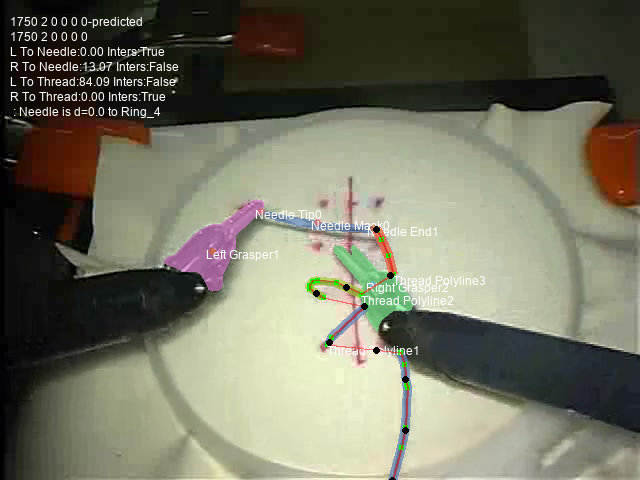 1750 2 0 0 0 0-predicted
1750 2 0 0 0 0
L To Needle:0.00 Inters:True
R To Needle:13.07 Inters:False
L To Thread:84.09 Inters:False
R To Thread:0.00 Inters:True
: Needle is d=0.0 to Ring_4
Needle Tip0
Needle Mask0
Needle End1
Left Grasper1
Thread Polyline3
Right Grasper2
Thread Polyline2
Thread Polyline1